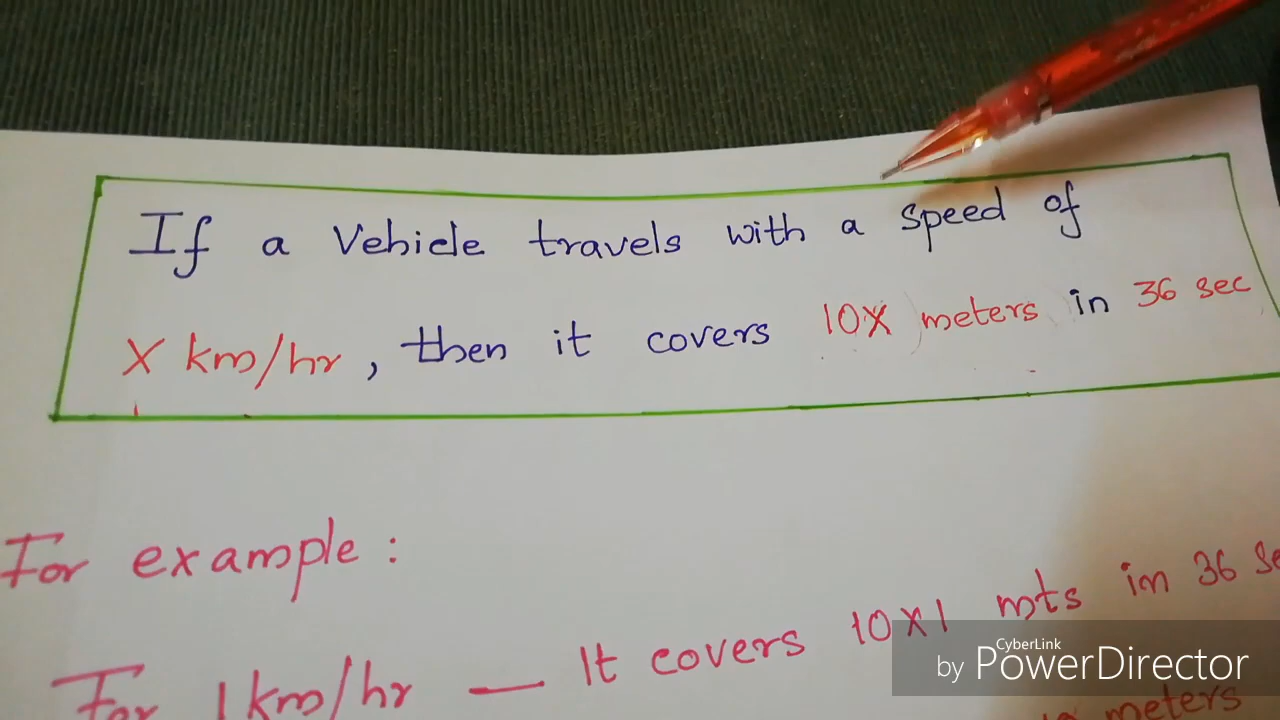 If a Vehicle travels with a speed of
X km/hr, then it covers 10X meters in 36 sec
For example:
For 1km/hr — It covers 10X1 mts in 36
meters
CyberLink
by PowerDirector